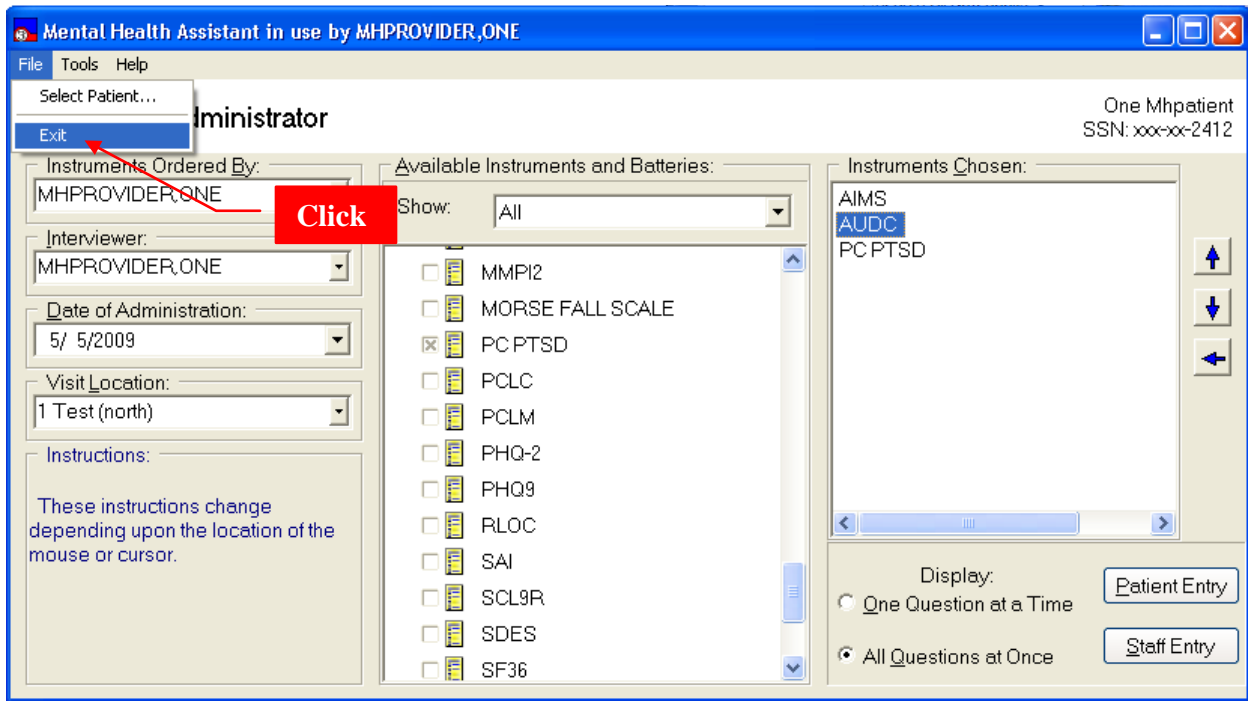 Mental Health Assistant in use by MHPROVIDER,ONE
File Tools Help
Select Patient...
Exit
ministrator
One Mhpatient
SSN: xxx-xx-2412
Instruments Ordered By:
MHPROVIDER,ONE
Click
Interviewer:
MHPROVIDER,ONE
Date of Administration:
5/ 5/2009
Visit Location:
1 Test (north)
Instructions:
These instructions change
depending upon the location of the
mouse or cursor.
Available Instruments and Batteries:
Show: All
MMPI2
MORSE FALL SCALE
PC PTSD
PCLC
PCLM
PHQ-2
PHQ9
RLOC
SAI
SCL9R
SDES
SF36
Instruments Chosen:
AIMS
AUDC
PC PTSD
Display:
One Question at a Time
All Questions at Once
Patient Entry
Staff Entry